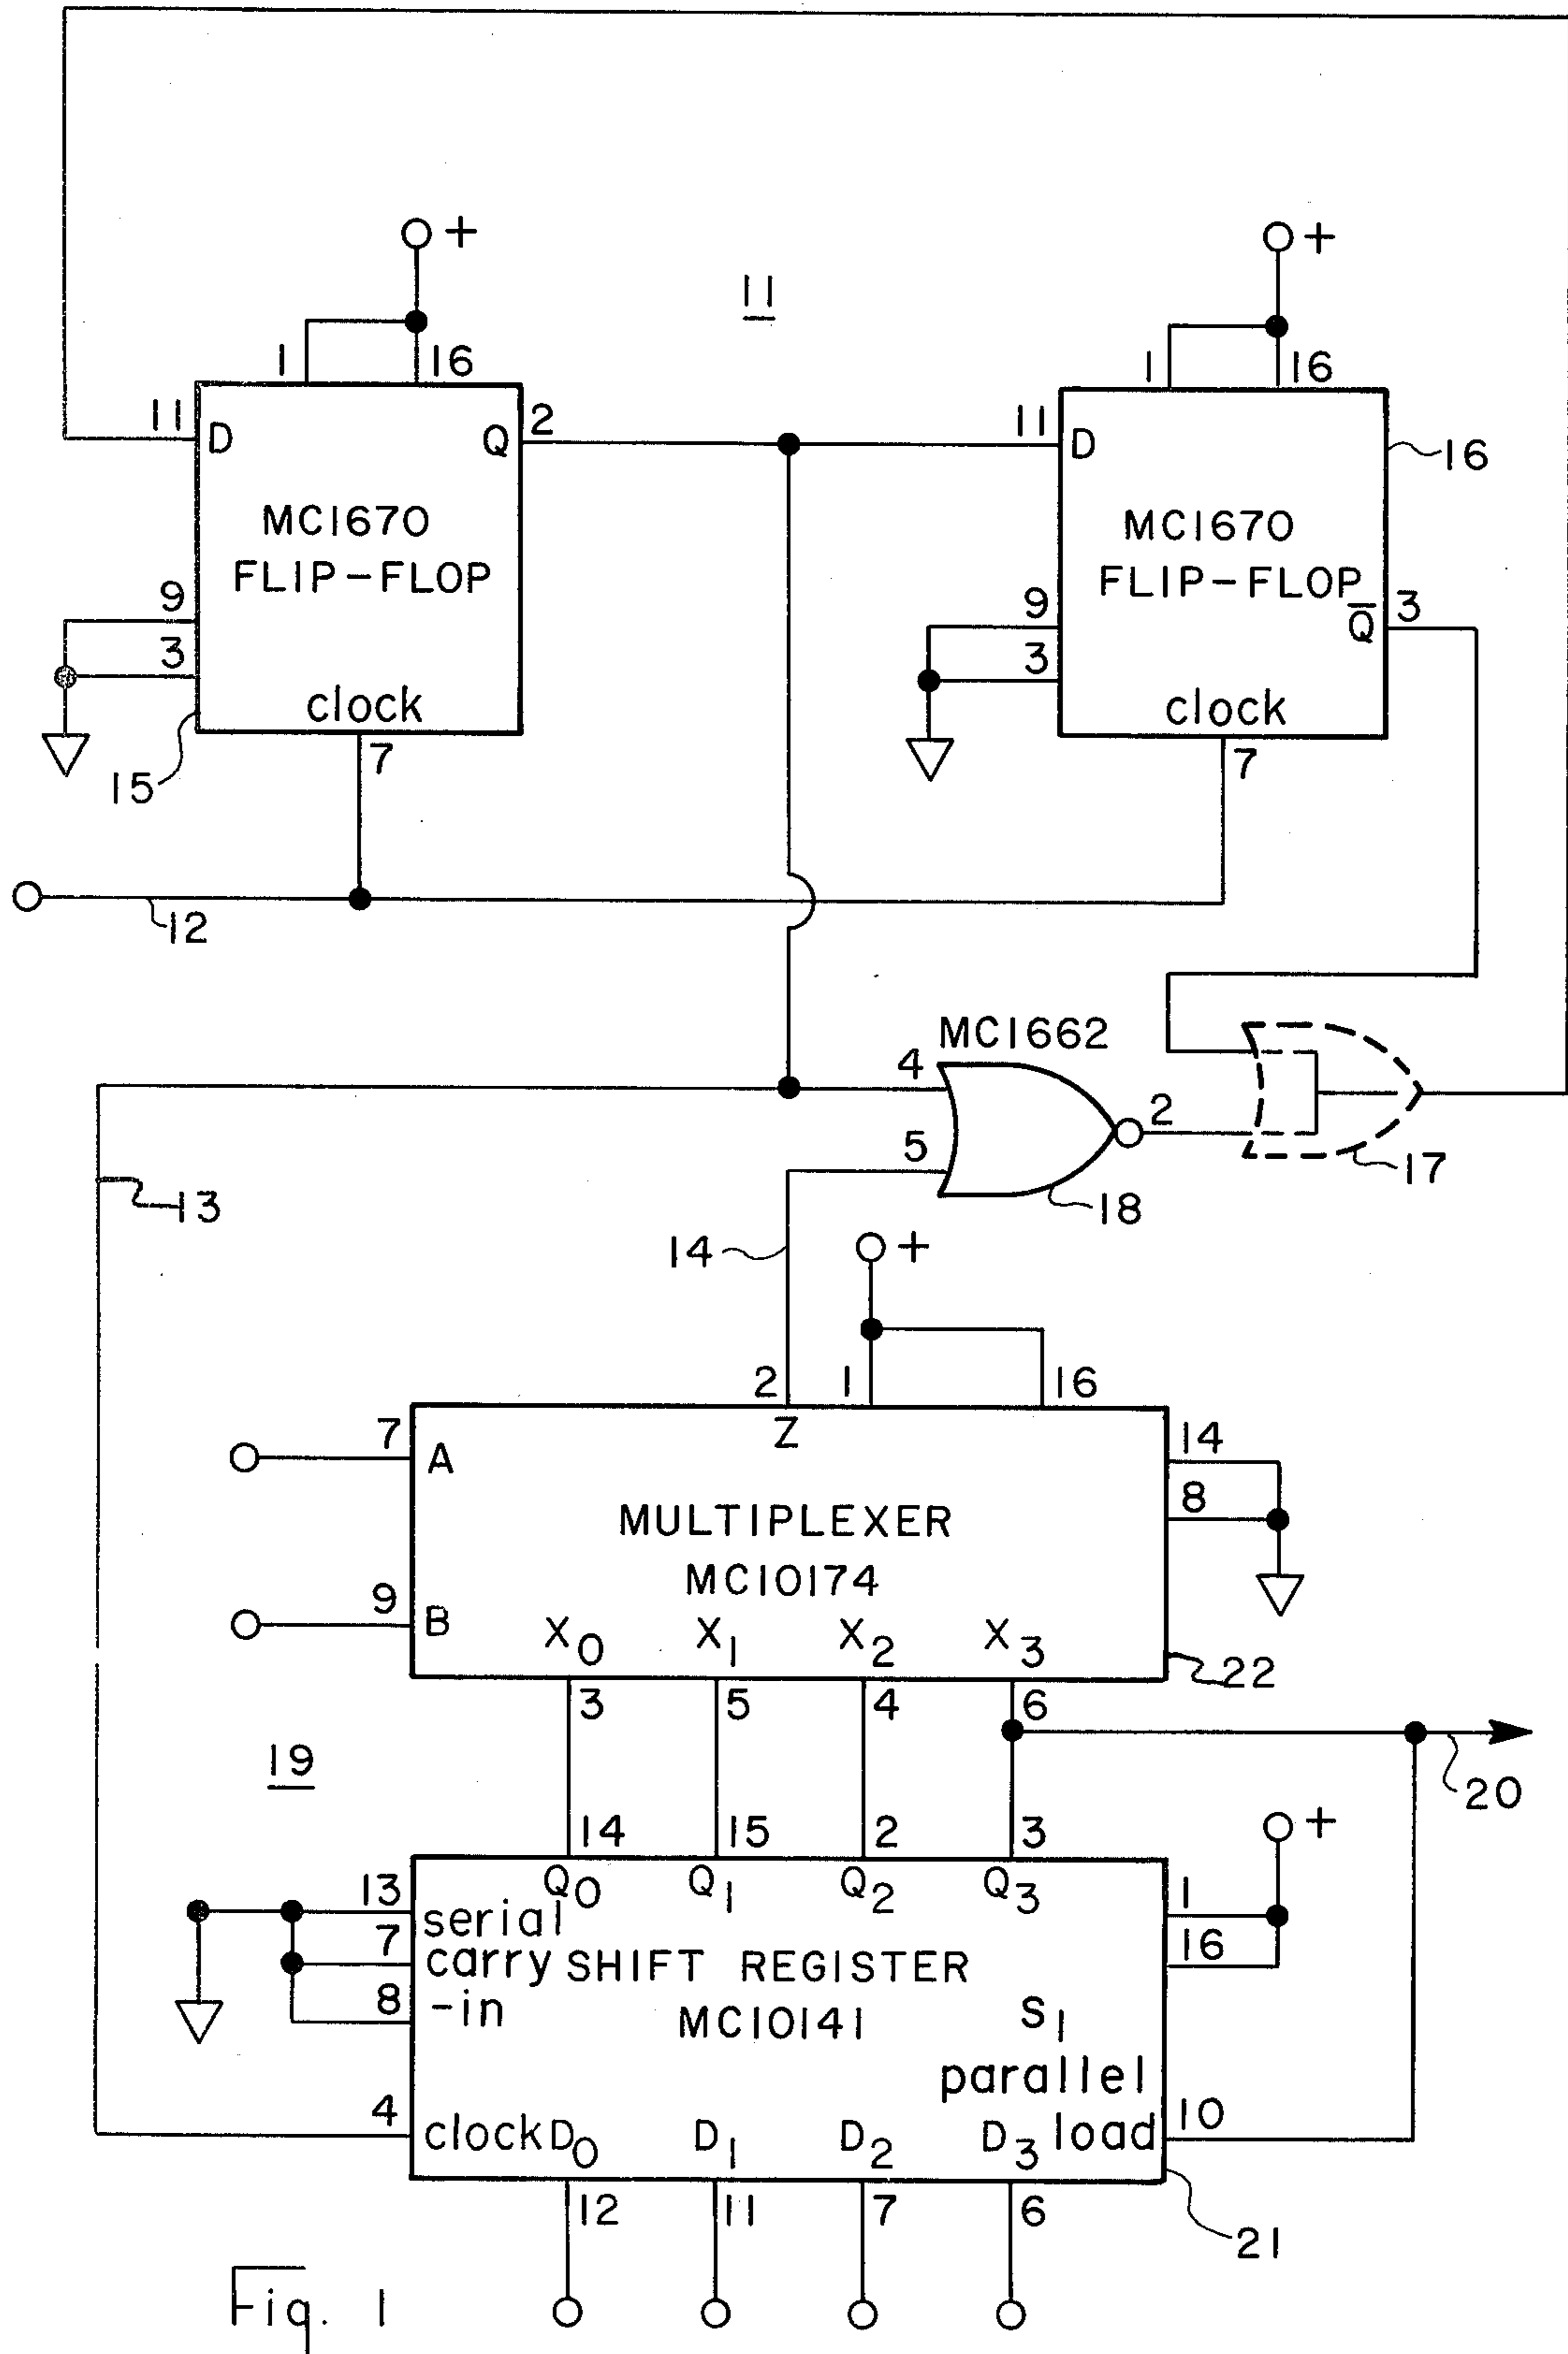 +
+
11
1 16
1 16
11 D Q 2
11 D
16
MC1670
FLIP-FLOP
MC1670
FLIP-FLOP
9
3
9
3
Q̅ 3
clock
clock
7
7
15
12
MC1662
4
5
2
17
18
13
14
+
2 1 16
Z
7 A
14
8
MULTIPLEXER
MC10174
9 B
X0 X1 X2 X3
22
3 5 4 6
19
20
14 15 2 3
+
Q0 Q1 Q2 Q3
13 serial
7 carry
8 -in
1
16
SHIFT REGISTER
MC10141
S1
parallel
load
10
4 clock D0 D1 D2 D3
12 11 7 6
21
Fig. 1